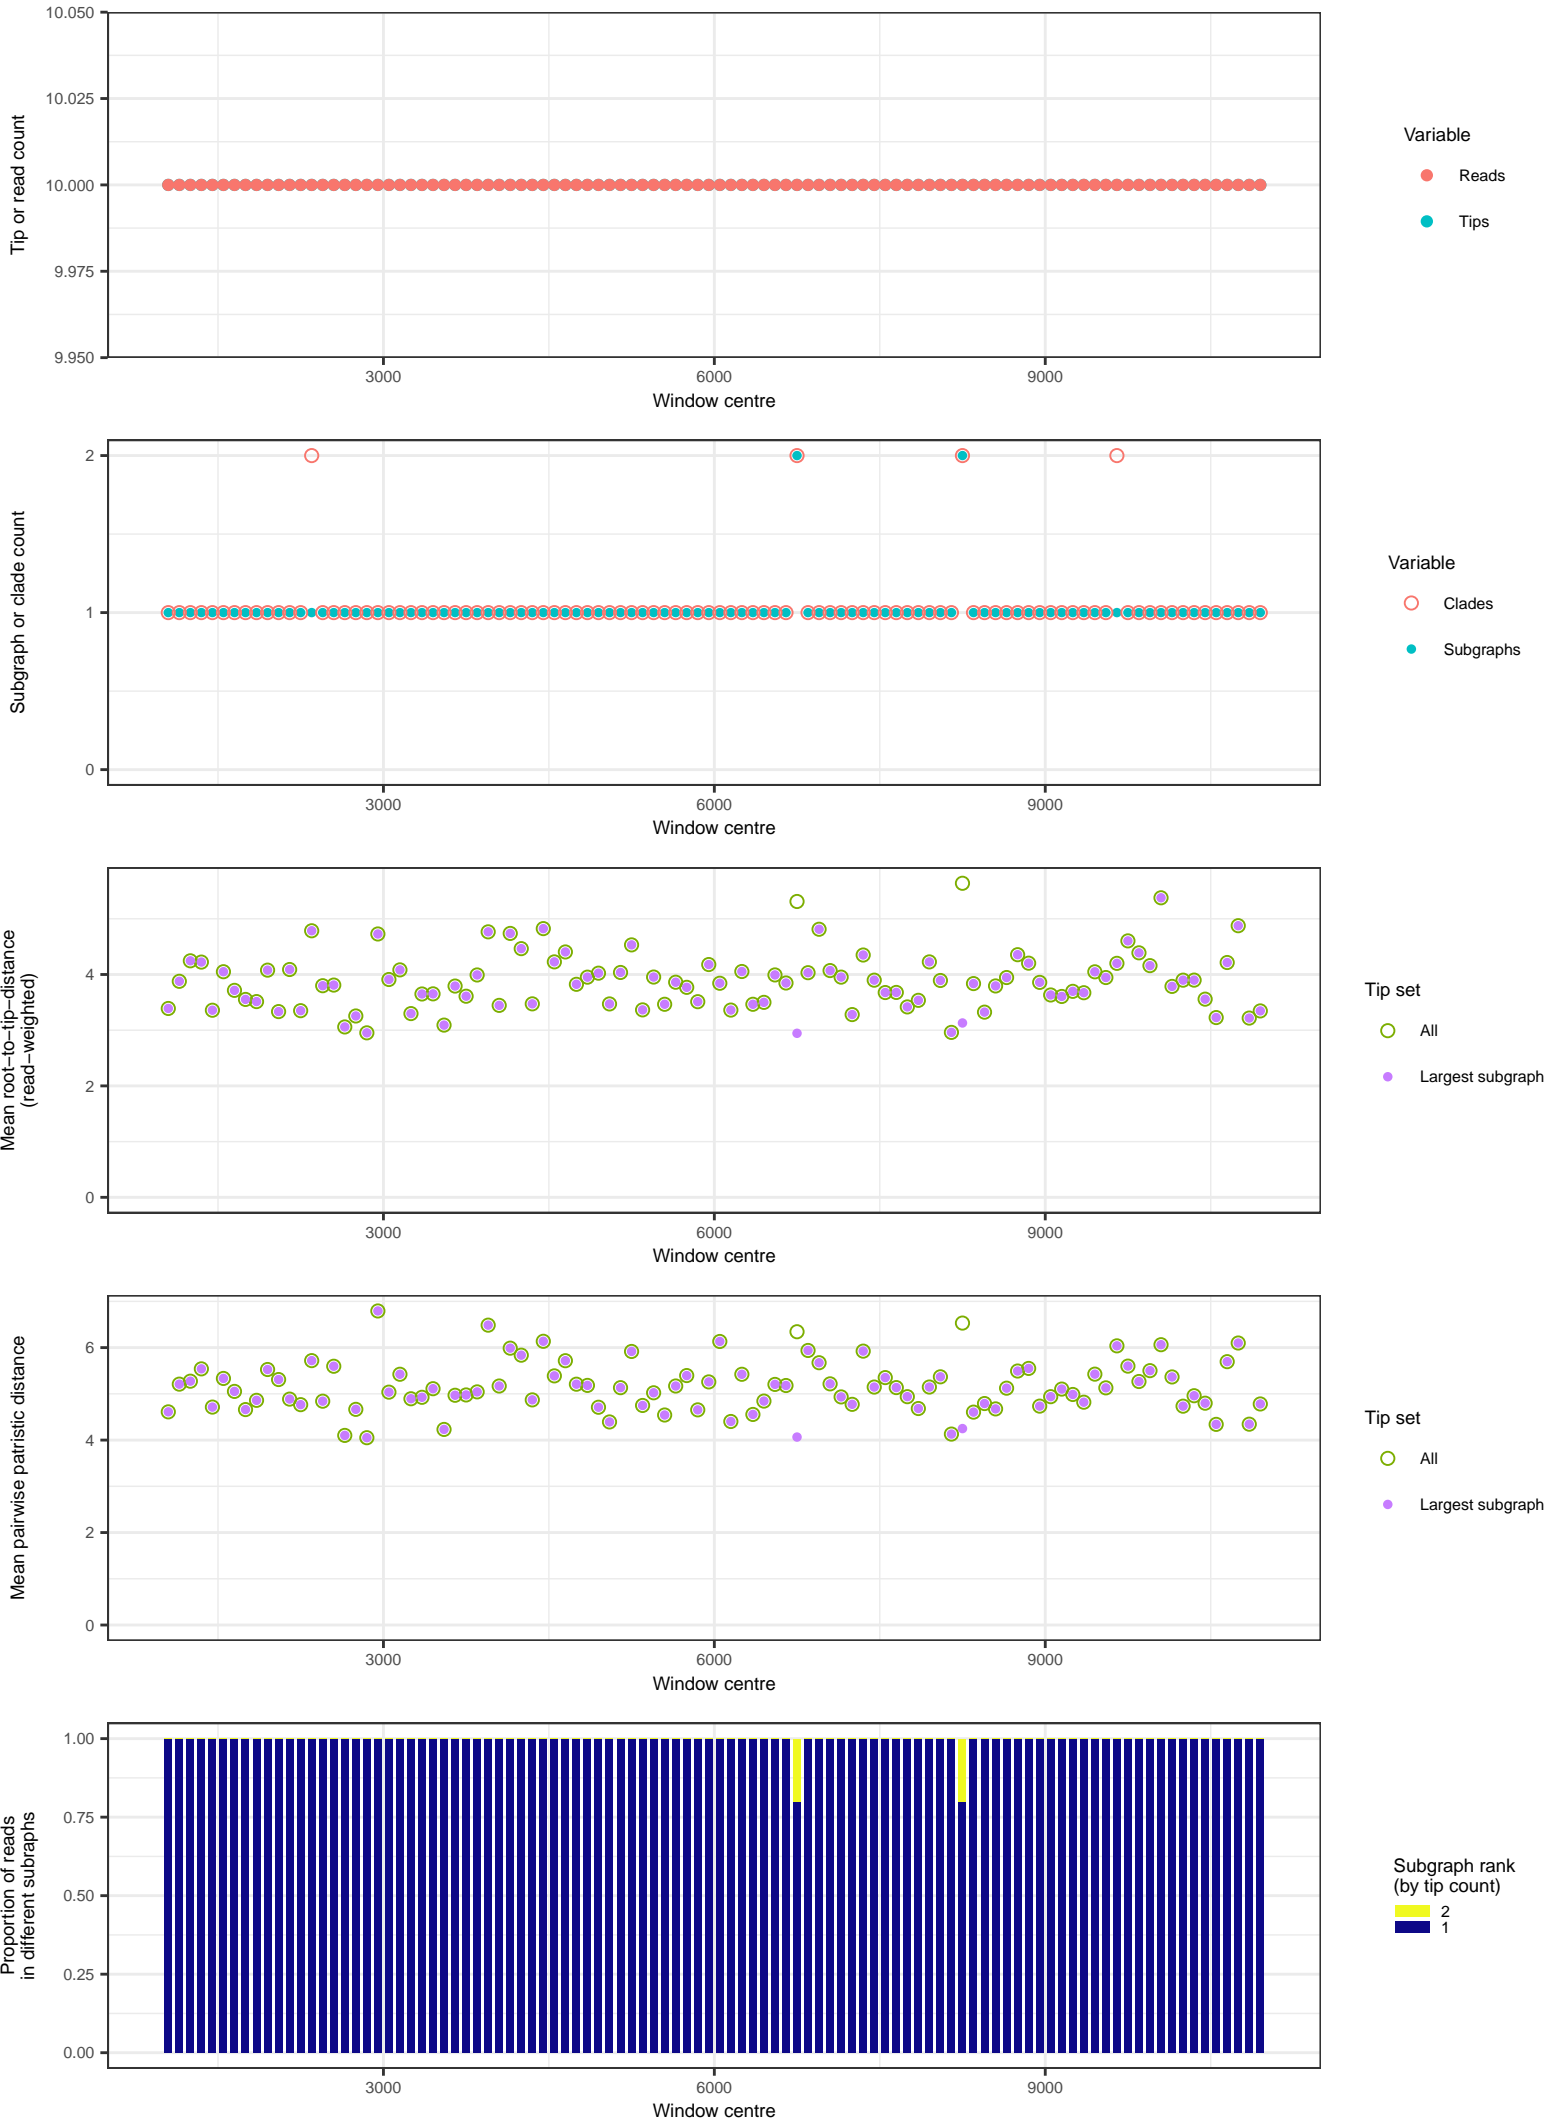 10.050
10.025
10.000
9.975
9.950
Tip or read count
3000
6000
9000
Window centre
Variable
Reads
Tips
2
1
0
Subgraph or clade count
3000
6000
9000
Window centre
Variable
Clades
Subgraphs
4
2
0
Mean root−to−tip−distance
(read−weighted)
3000
6000
9000
Window centre
Tip set
All
Largest subgraph
6
4
2
0
Mean pairwise patristic distance
3000
6000
9000
Window centre
Tip set
All
Largest subgraph
1.00
0.75
0.50
0.25
0.00
Proportion of reads
in different subraphs
3000
6000
9000
Window centre
Subgraph rank
(by tip count)
2
1